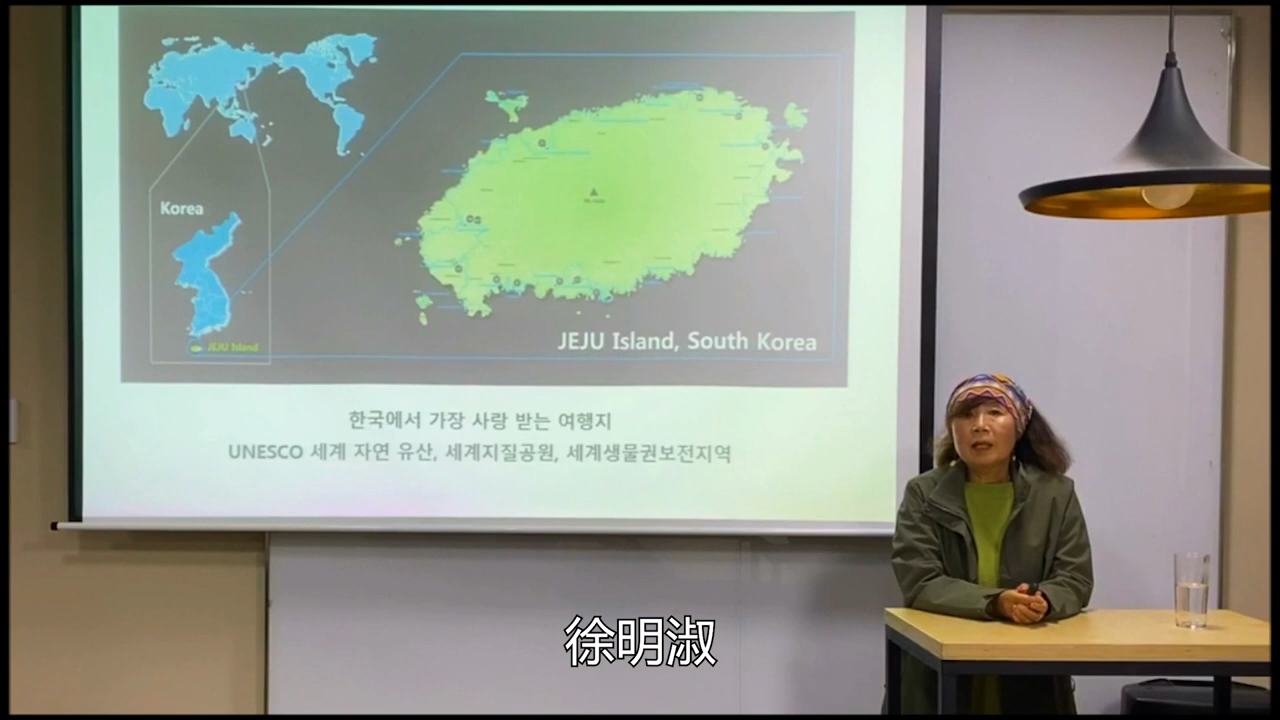 Korea
JEJU Island
JEJU Island, South Korea
한국에서 가장 사랑 받는 여행지
UNESCO 세계 자연 유산, 세계지질공원, 세계생물권보전지역
徐明淑